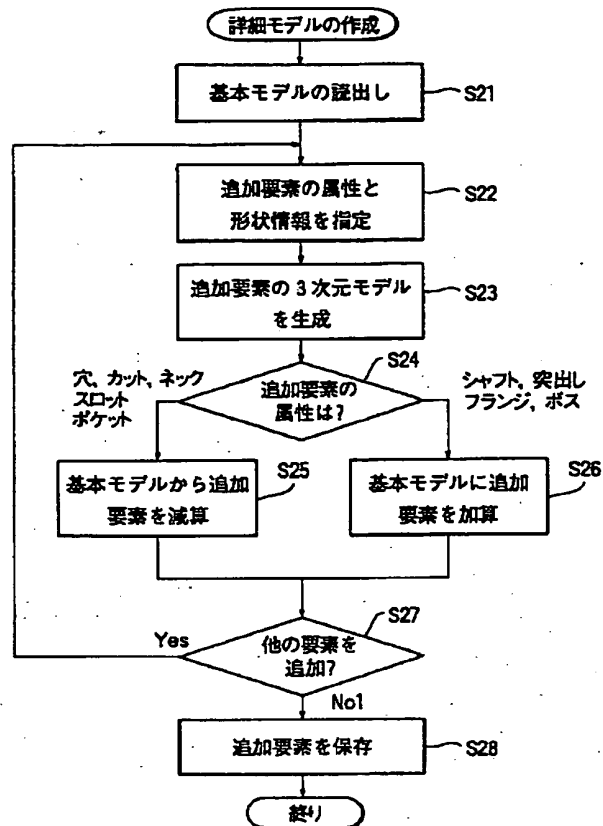 詳細モデルの作成
基本モデルの読出し
S21
追加要素の属性と
形状情報を指定
S22
追加要素の3次元モデル
を生成
S23
S24
追加要素の
属性は?
穴, カット, ネック
スロット
ポケット
シャフト, 突出し
フランジ, ボス
基本モデルから追加
要素を減算
S25
基本モデルに追加
要素を加算
S26
S27
他の要素を
追加?
Yes
No1
追加要素を保存
S28
終り